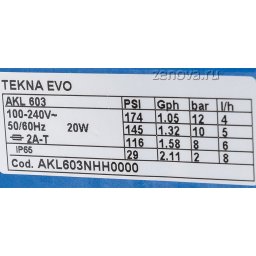 zenova.ru
TEKNA EVO
AKL 603 PSI Gph bar l/h
100-240V~ 174 1.05 12 4
50/60Hz 20W 145 1.32 10 5
2A-T 116 1.58 8 6
IP65 29 2.11 2 8
Cod. AKL603NHH0000